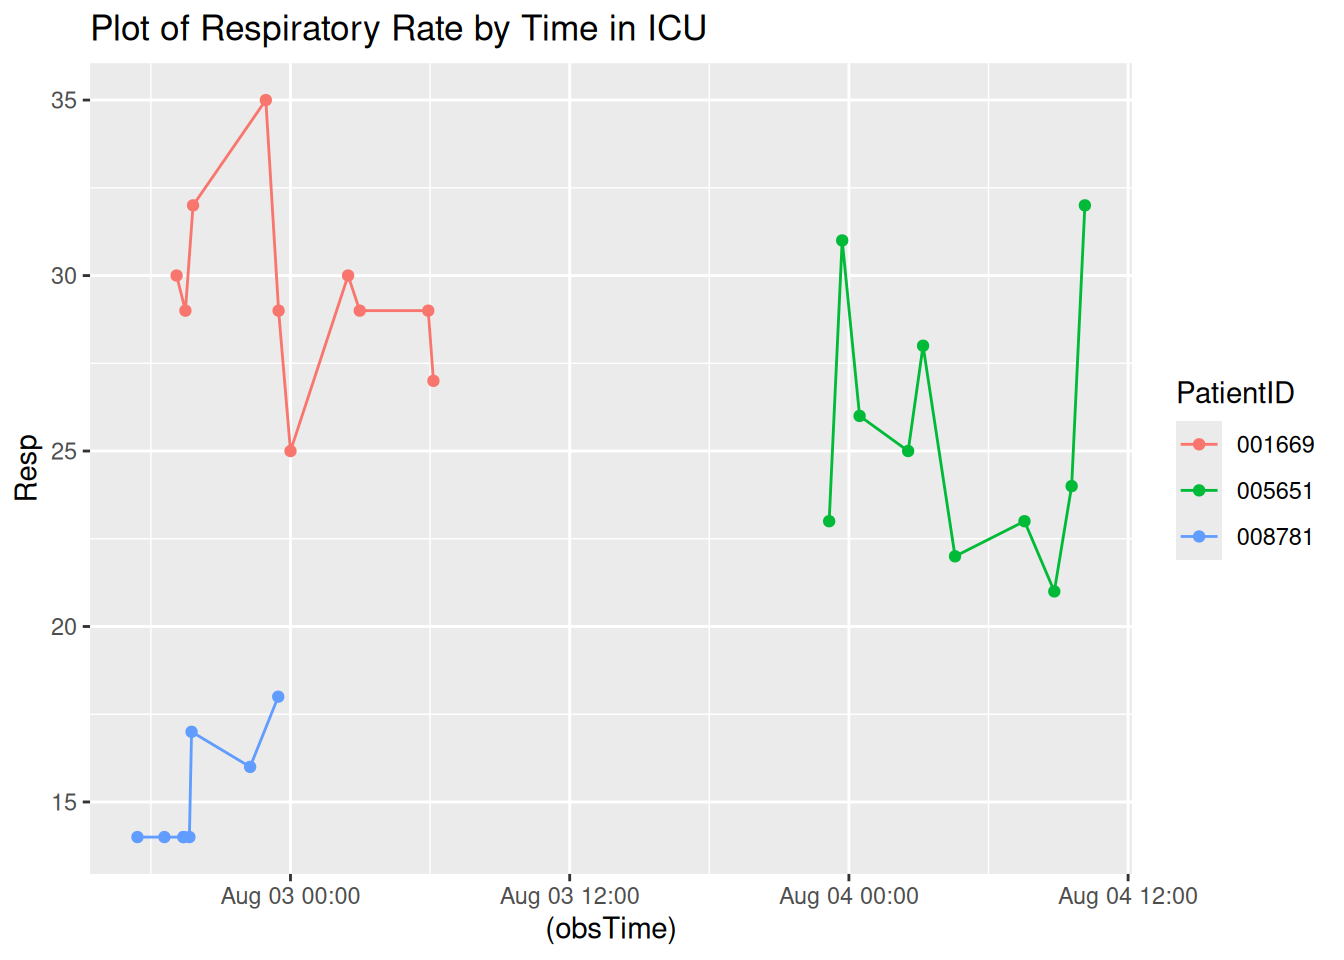 Plot of Respiratory Rate by Time in ICU
35
30
25
20
15
Resp
Aug 03 00:00
Aug 03 12:00
Aug 04 00:00
Aug 04 12:00
(obsTime)
PatientID
001669
005651
008781